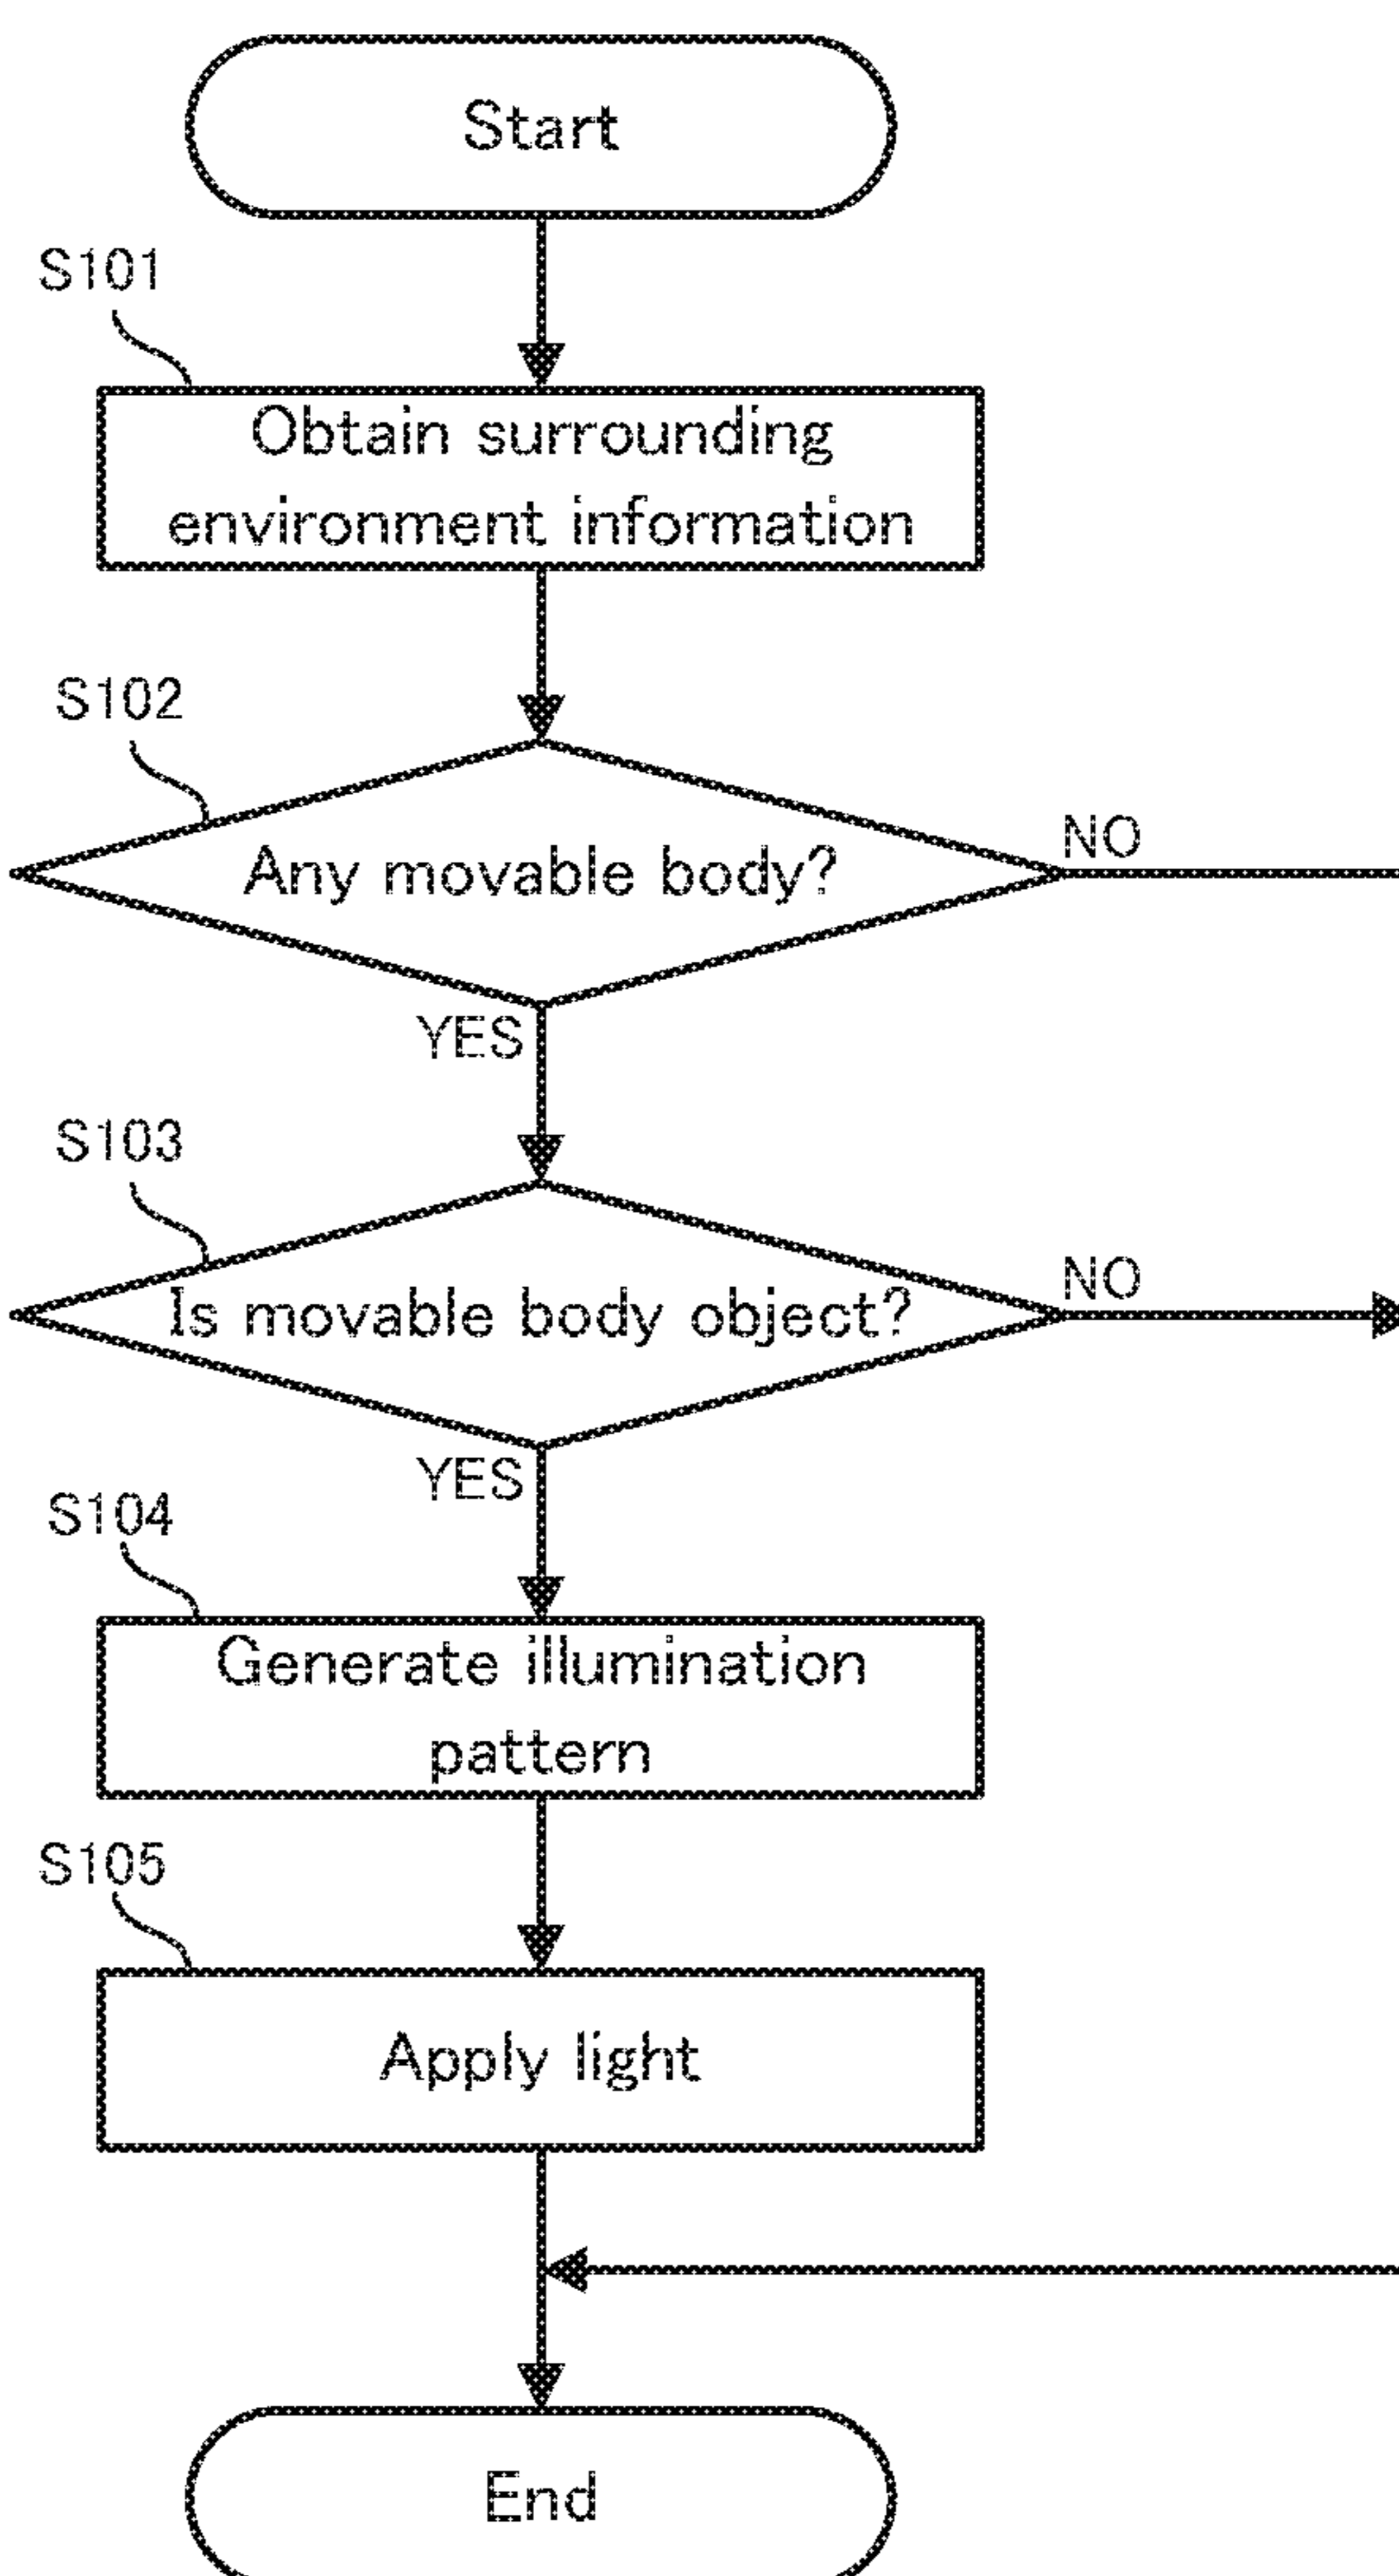 Start
S101
Obtain surrounding
environment information
S102
Any movable body?
NO
YES
S103
Is movable body object?
NO
YES
S104
Generate illumination
pattern
S105
Apply light
End